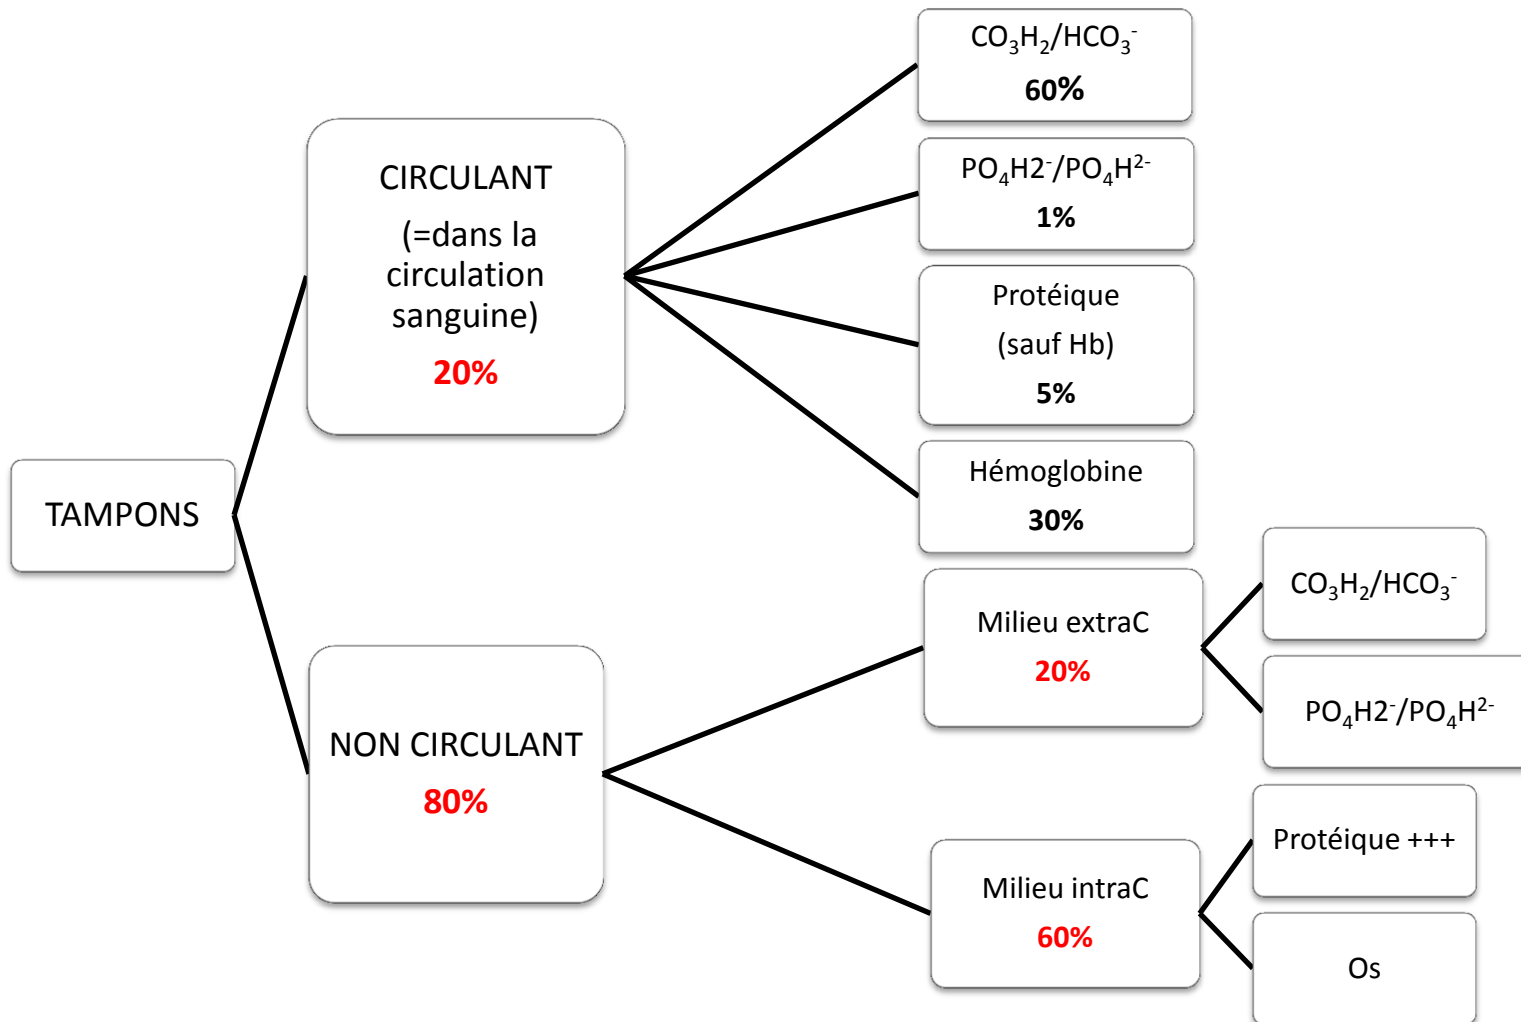 TAMPONS
CIRCULANT
(=dans la
circulation
sanguine)
20%
CO₃H₂/HCO₃⁻
60%
PO₄H2⁻/PO₄H²⁻
1%
Protéique
(sauf Hb)
5%
Hémoglobine
30%
NON CIRCULANT
80%
Milieu extraC
20%
CO₃H₂/HCO₃⁻
PO₄H2⁻/PO₄H²⁻
Milieu intraC
60%
Protéique +++
Os